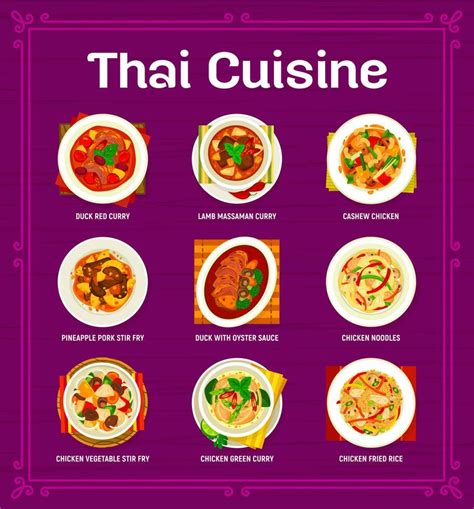 Thai Cuisine
DUCK RED CURRY
LAMB MASSAMAN CURRY
CASHEW CHICKEN
PINEAPPLE PORK STIR FRY
DUCK WITH OYSTER SAUCE
CHICKEN NOODLES
CHICKEN VEGETABLE STIR FRY
CHICKEN GREEN CURRY
CHICKEN FRIED RICE